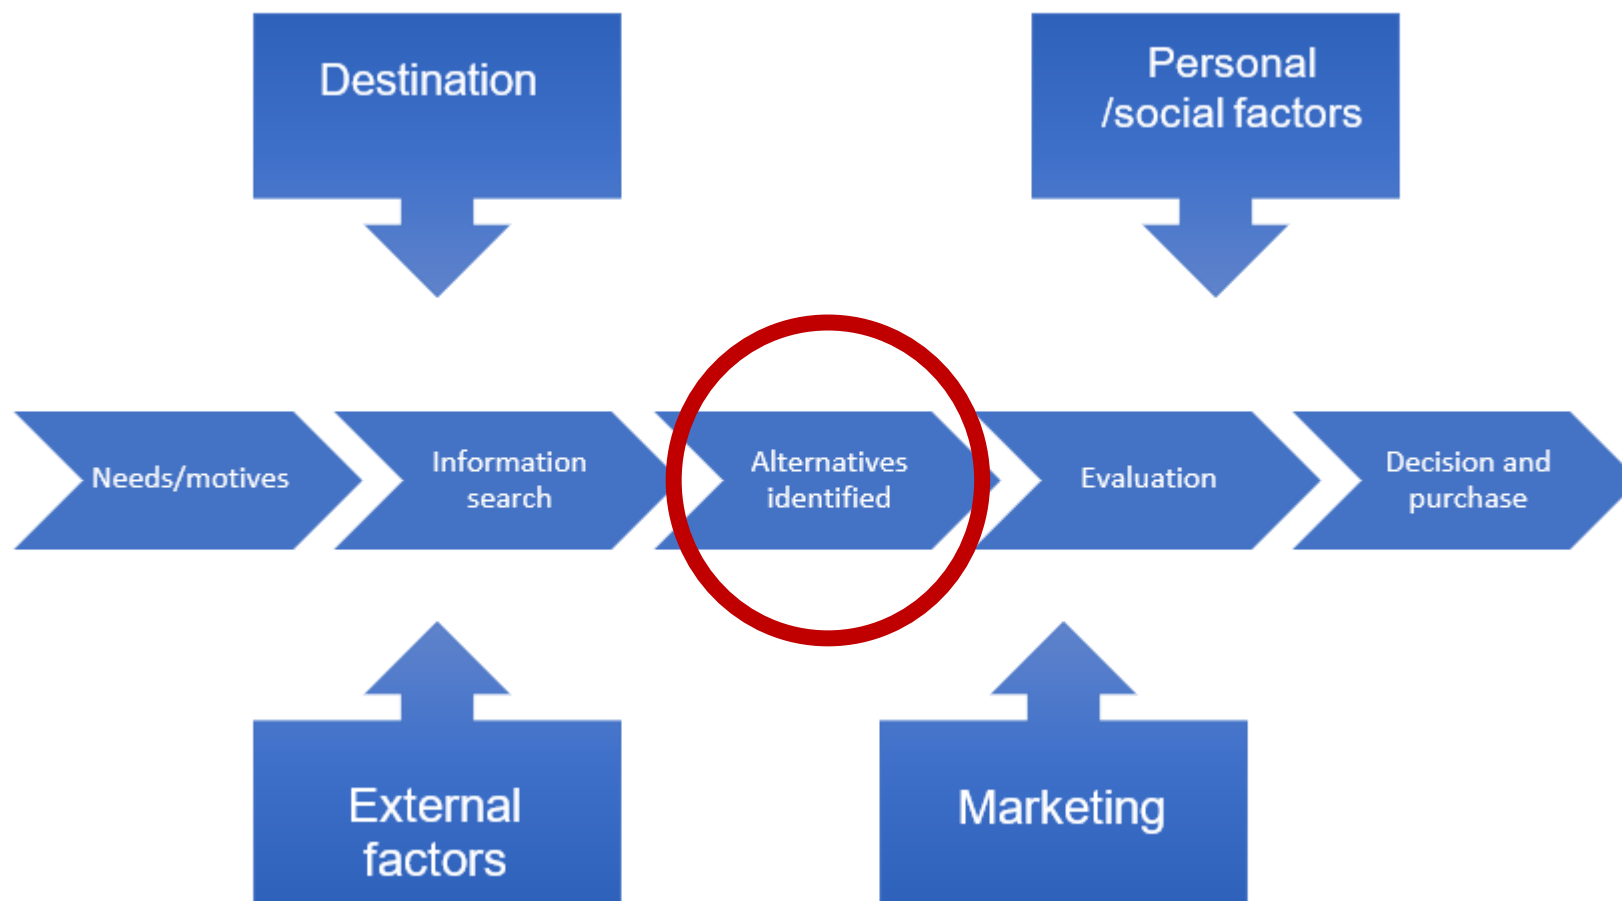 Destination
Personal
/social factors
Needs/motives
Information
search
Alternatives
identified
Evaluation
Decision and
purchase
External
factors
Marketing